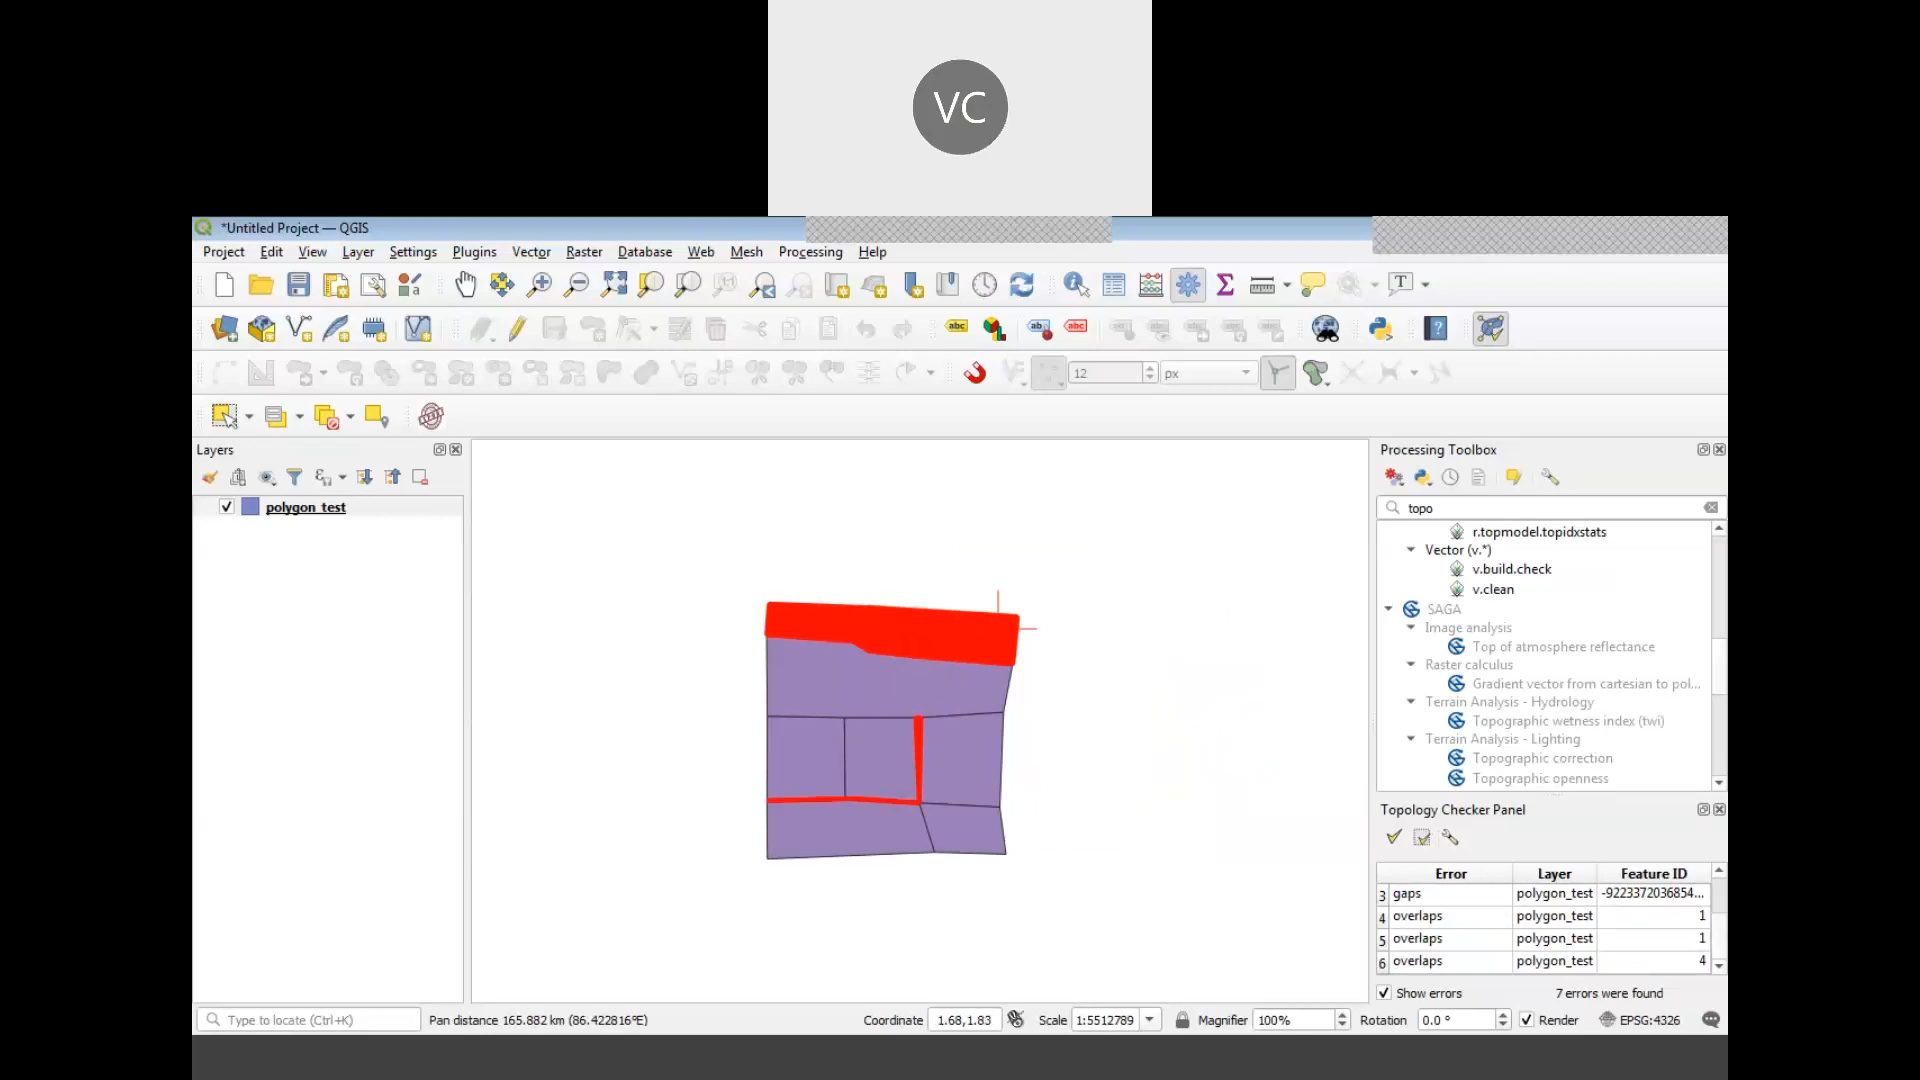 VC
*Untitled Project — QGIS
Project Edit View Layer Settings Plugins Vector Raster Database Web Mesh Processing Help
abc abc abc
12 px
Layers
polygon_test
Processing Toolbox
topo
r.topmodel.topidxstats
Vector (v.*)
v.build.check
v.clean
SAGA
Image analysis
Top of atmosphere reflectance
Raster calculus
Gradient vector from cartesian to pol...
Terrain Analysis - Hydrology
Topographic wetness index (twi)
Terrain Analysis - Lighting
Topographic correction
Topographic openness
Topology Checker Panel
Error Layer Feature ID
3 gaps polygon_test -9223372036854...
4 overlaps polygon_test 1
5 overlaps polygon_test 1
6 overlaps polygon_test 4
Show errors 7 errors were found
Type to locate (Ctrl+K) Pan distance 165.882 km (86.422816°E) Coordinate 1.68,1.83 Scale 1:5512789 Magnifier 100% Rotation 0.0 ° Render EPSG:4326